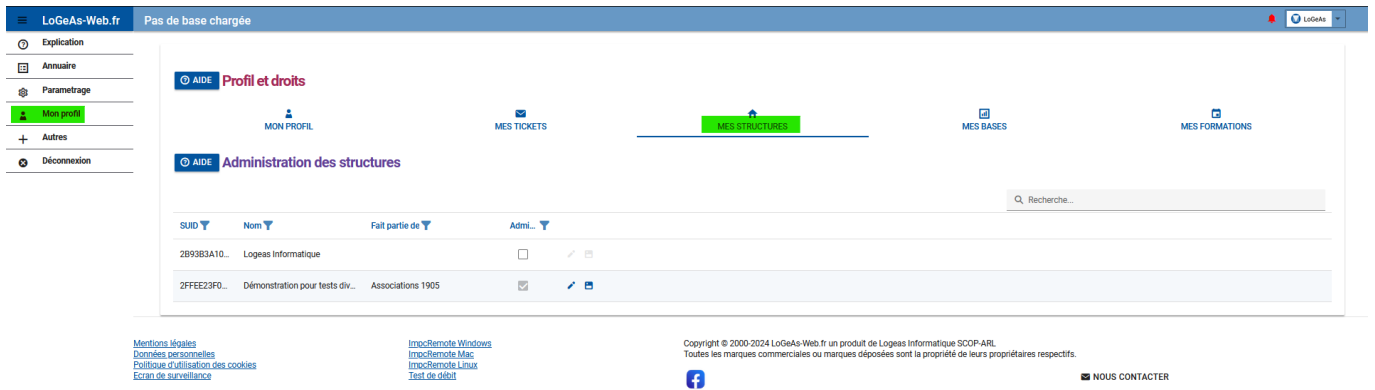 LoGeAs-Web.fr
Pas de base chargée
LoGeAs
Explication
Annuaire
Parametrage
Mon profil
Autres
Déconnexion
AIDE Profil et droits
MON PROFIL
MES TICKETS
MES STRUCTURES
MES BASES
MES FORMATIONS
AIDE Administration des structures
Recherche...
SUID Nom Fait partie de Admi...
2B93B3A10... Logeas Informatique
2FFEE23F0... Démonstration pour tests div... Associations 1905
Mentions légales
Données personnelles
Politique d'utilisation des cookies
Ecran de surveillance
ImpcRemote Windows
ImpcRemote Mac
ImpcRemote Linux
Test de débit
Copyright © 2000-2024 LoGeAs-Web.fr un produit de Logeas Informatique SCOP-ARL
Toutes les marques commerciales ou marques déposées sont la propriété de leurs propriétaires respectifs.
NOUS CONTACTER